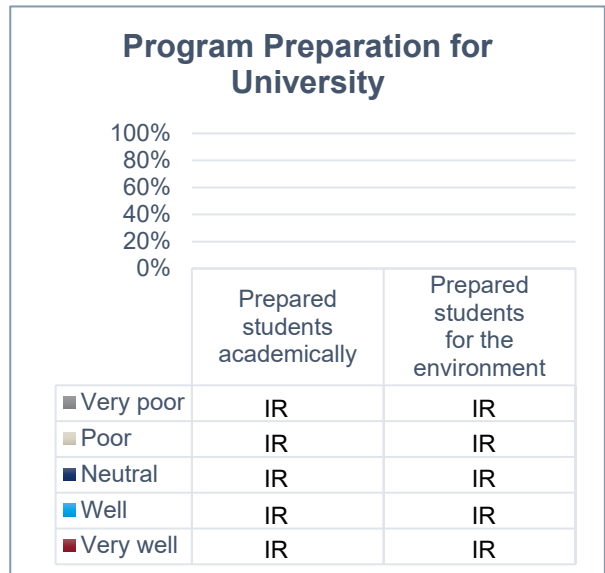 Program Preparation for
University
100%
80%
60%
40%
20%
0%
Prepared
students
academically
Prepared
students
for the
environment
Very poor IR IR
Poor IR IR
Neutral IR IR
Well IR IR
Very well IR IR